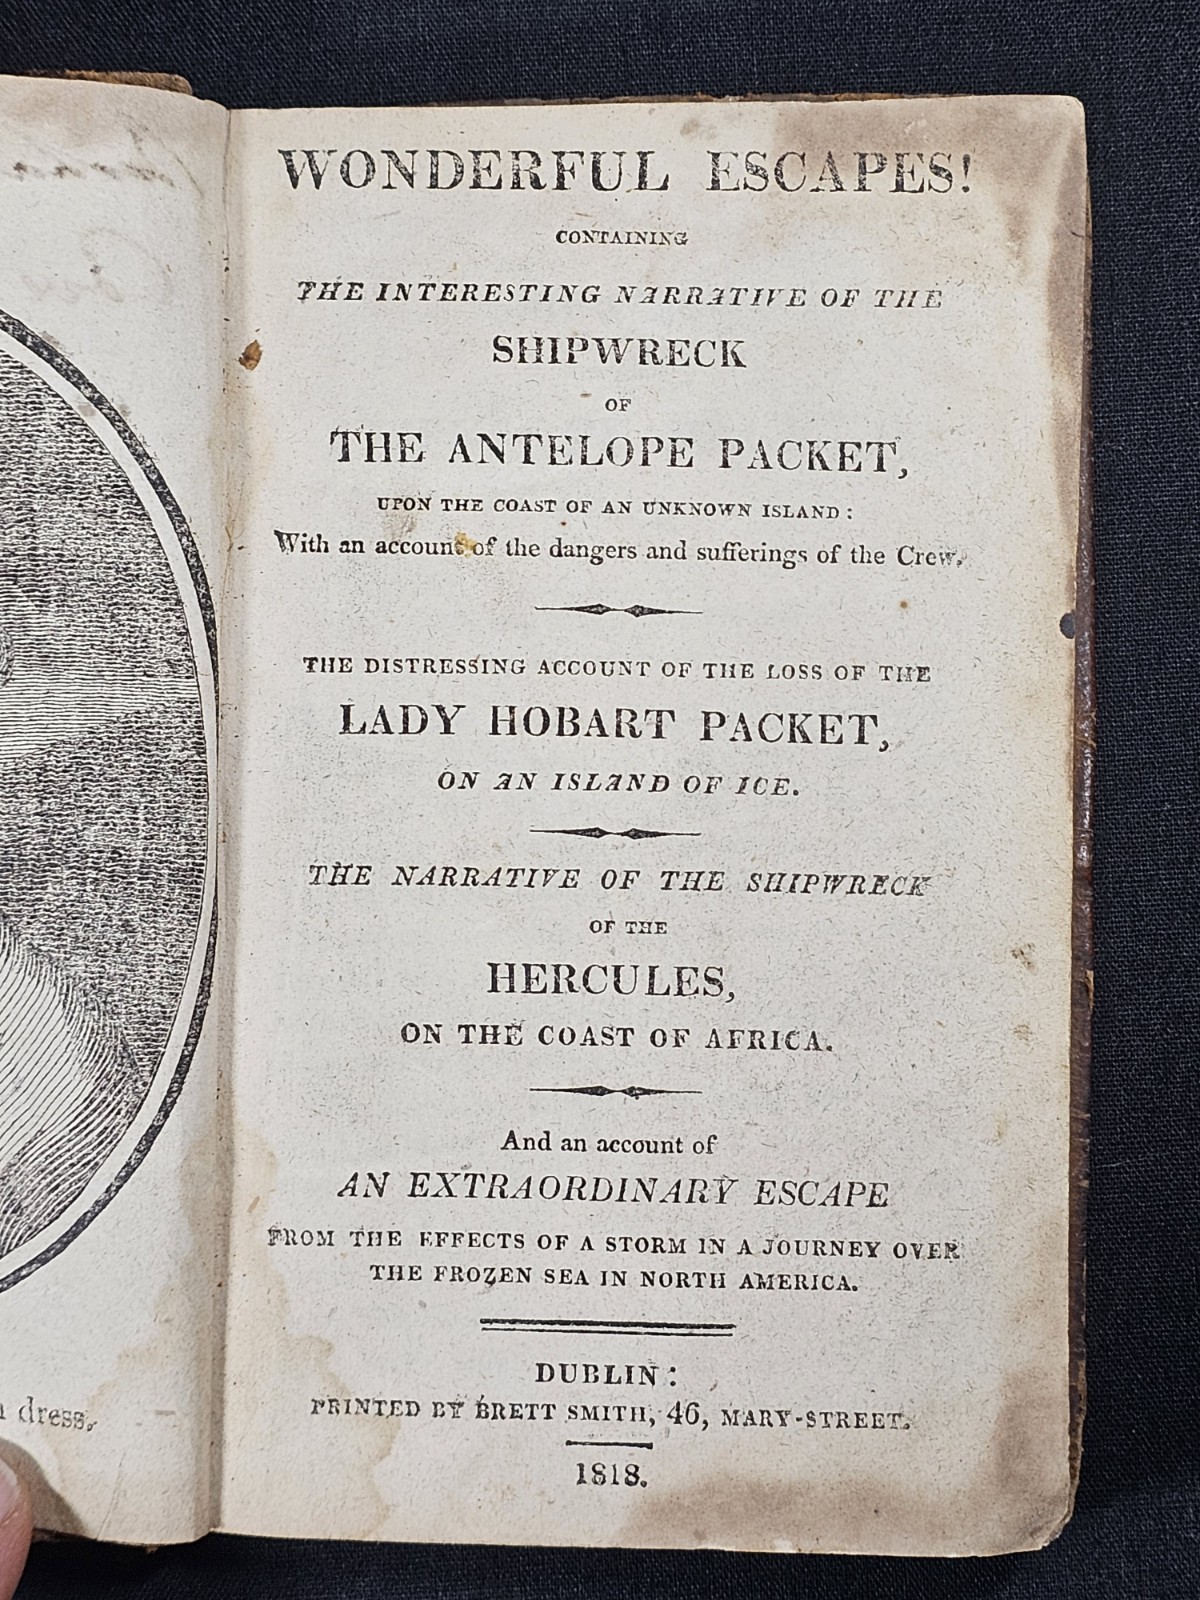 WONDERFUL ESCAPES!
CONTAINING
THE INTERESTING NARRATIVE OF THE
SHIPWRECK
OF
THE ANTELOPE PACKET,
UPON THE COAST OF AN UNKNOWN ISLAND:
With an account of the dangers and sufferings of the Crew.
THE DISTRESSING ACCOUNT OF THE LOSS OF THE
LADY HOBART PACKET,
ON AN ISLAND OF ICE.
THE NARRATIVE OF THE SHIPWRECK
OF THE
HERCULES,
ON THE COAST OF AFRICA.
And an account of
AN EXTRAORDINARY ESCAPE
FROM THE EFFECTS OF A STORM IN A JOURNEY OVER
THE FROZEN SEA IN NORTH AMERICA.
DUBLIN:
PRINTED BY BRETT SMITH, 46, MARY-STREET.
1818.
dress.